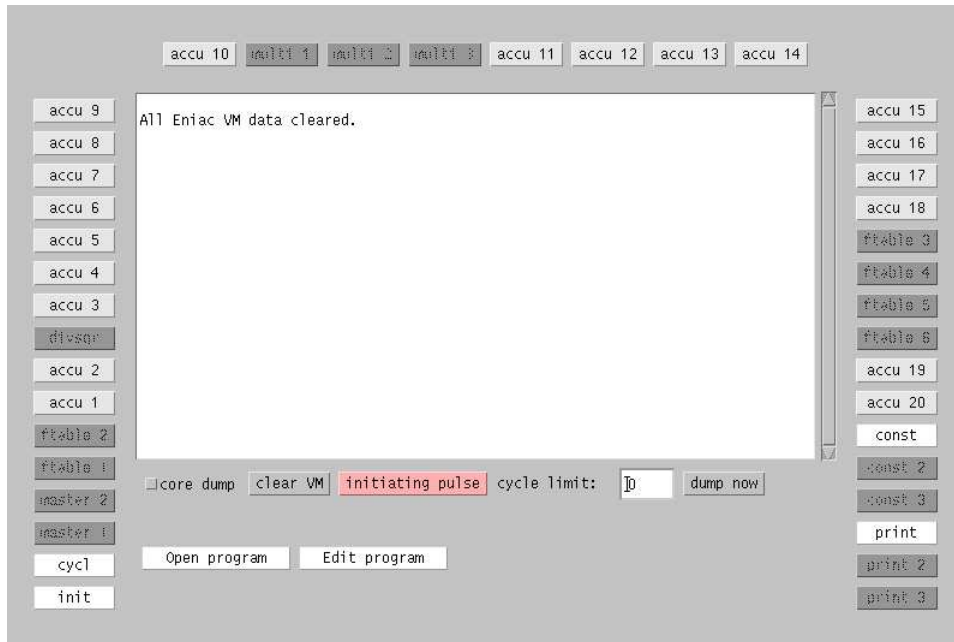 accu 10 multi 1 multi 2 multi 3 accu 11 accu 12 accu 13 accu 14
accu 9
accu 8
accu 7
accu 6
accu 5
accu 4
accu 3
divsqr
accu 2
accu 1
ftable 2
ftable 1
master 2
master 1
cycl
init
All Eniac VM data cleared.
core dump clear VM initiating pulse cycle limit: 0 dump now
Open program Edit program
accu 15
accu 16
accu 17
accu 18
ftable 3
ftable 4
ftable 5
ftable 6
accu 19
accu 20
const
const 2
const 3
print
print 2
print 3